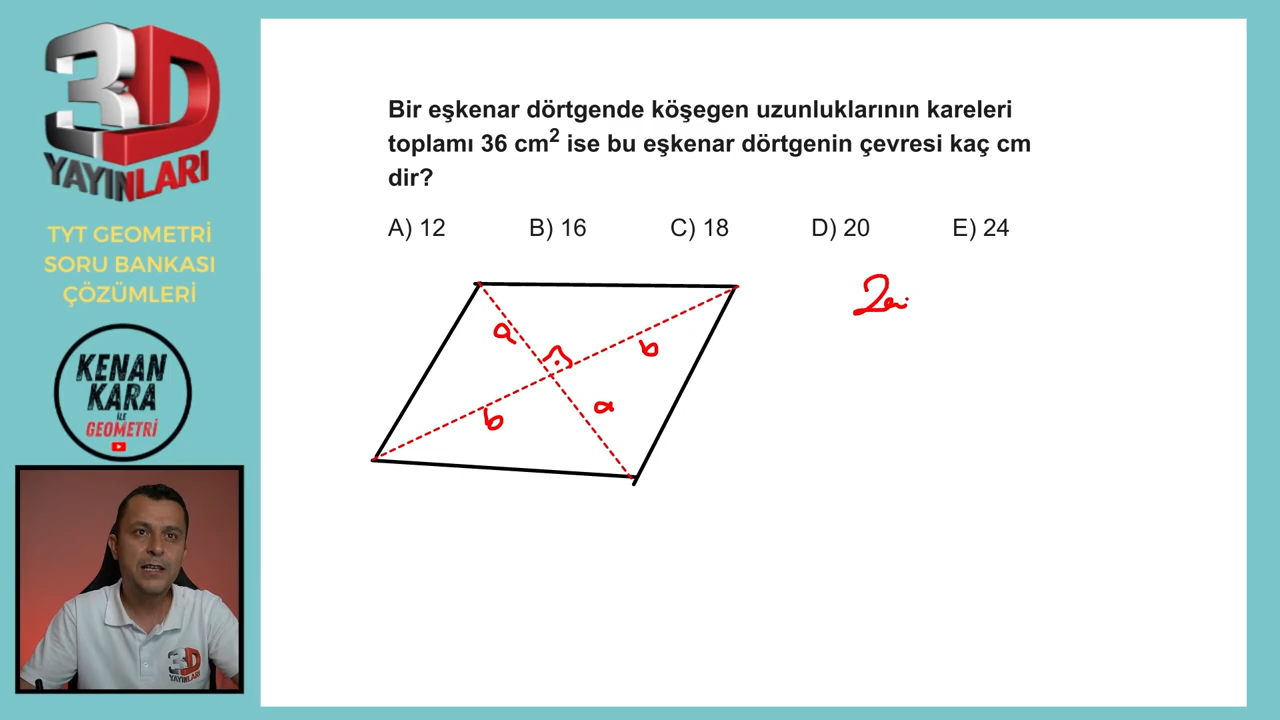 3D
YAYINLARI
TYT GEOMETRİ
SORU BANKASI
ÇÖZÜMLERİ
KENAN
KARA
İLE
GEOMETRİ
3D
YAYINLARI
Bir eşkenar dörtgende köşegen uzunluklarının kareleri
toplamı 36 cm² ise bu eşkenar dörtgenin çevresi kaç cm
dir?
A) 12 B) 16 C) 18 D) 20 E) 24
2a
a
b
b
a